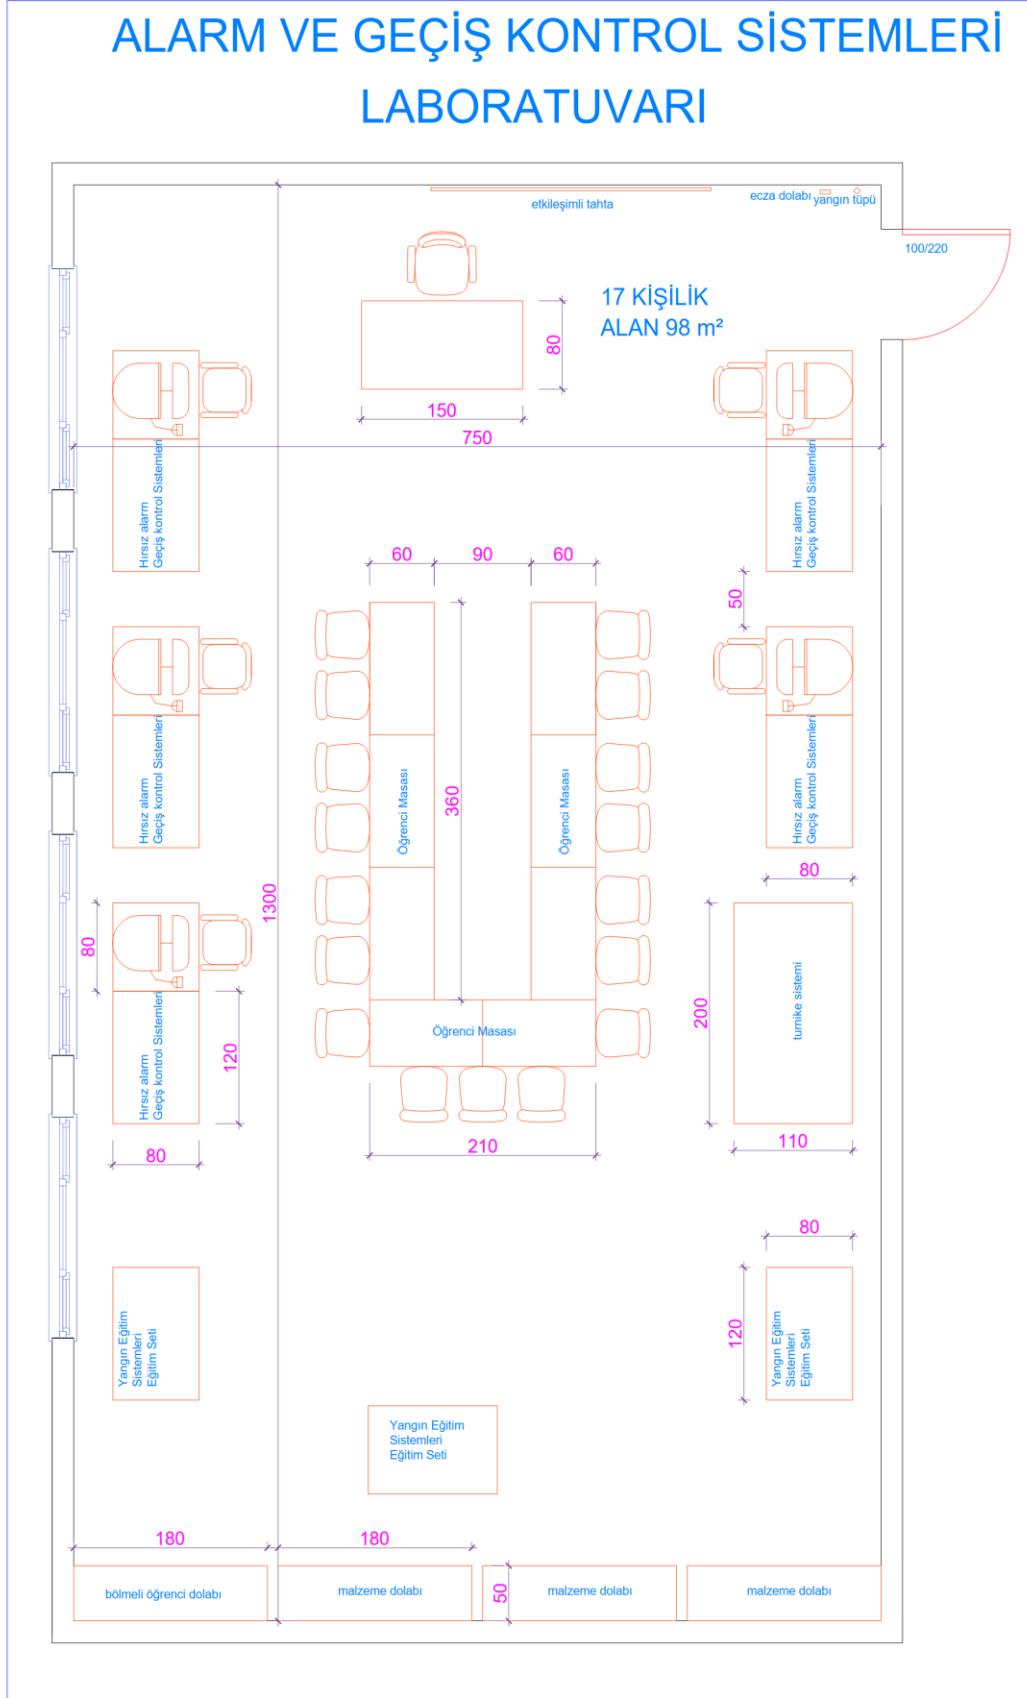 ALARM VE GEÇİŞ KONTROL SİSTEMLERİ
LABORATUVARI
etkileşimli tahta
ecza dolabı
yangın tüpü
100/220
17 KİŞİLİK
ALAN 98 m²
80
150
750
Hırsız alarm
Geçiş kontrol Sistemleri
Hırsız alarm
Geçiş kontrol Sistemleri
60
90
60
50
Hırsız alarm
Geçiş kontrol Sistemleri
Öğrenci Masası
360
Öğrenci Masası
Hırsız alarm
Geçiş kontrol Sistemleri
80
1300
80
Hırsız alarm
Geçiş kontrol Sistemleri
120
80
Öğrenci Masası
210
200
turnike sistemi
110
80
120
Yangın Eğitim
Sistemleri
Eğitim Seti
Yangın Eğitim
Sistemleri
Eğitim Seti
Yangın Eğitim
Sistemleri
Eğitim Seti
180
180
50
bölmeli öğrenci dolabı
malzeme dolabı
malzeme dolabı
malzeme dolabı